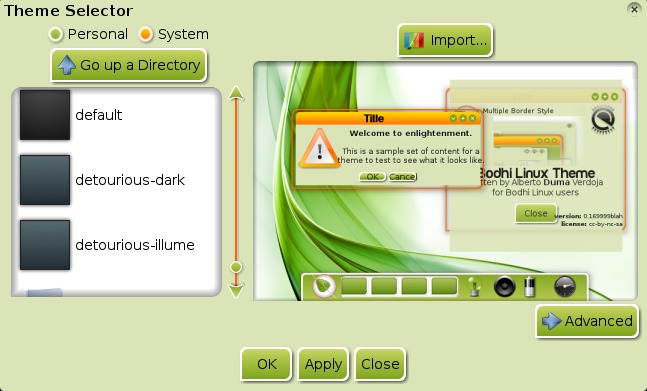 Theme Selector
Personal System
Import...
Go up a Directory
default
detourious-dark
detourious-illume
Multiple Border Style
Title
Welcome to enlightenment.
This is a sample set of content for a
theme to test to see what it looks like.
OK Cancel
Bodhi Linux Theme
by Alberto Duma Verdoja
for Bodhi Linux users
Close
version: 0.169999blah
license: cc-by-nc-sa
Advanced
OK Apply Close